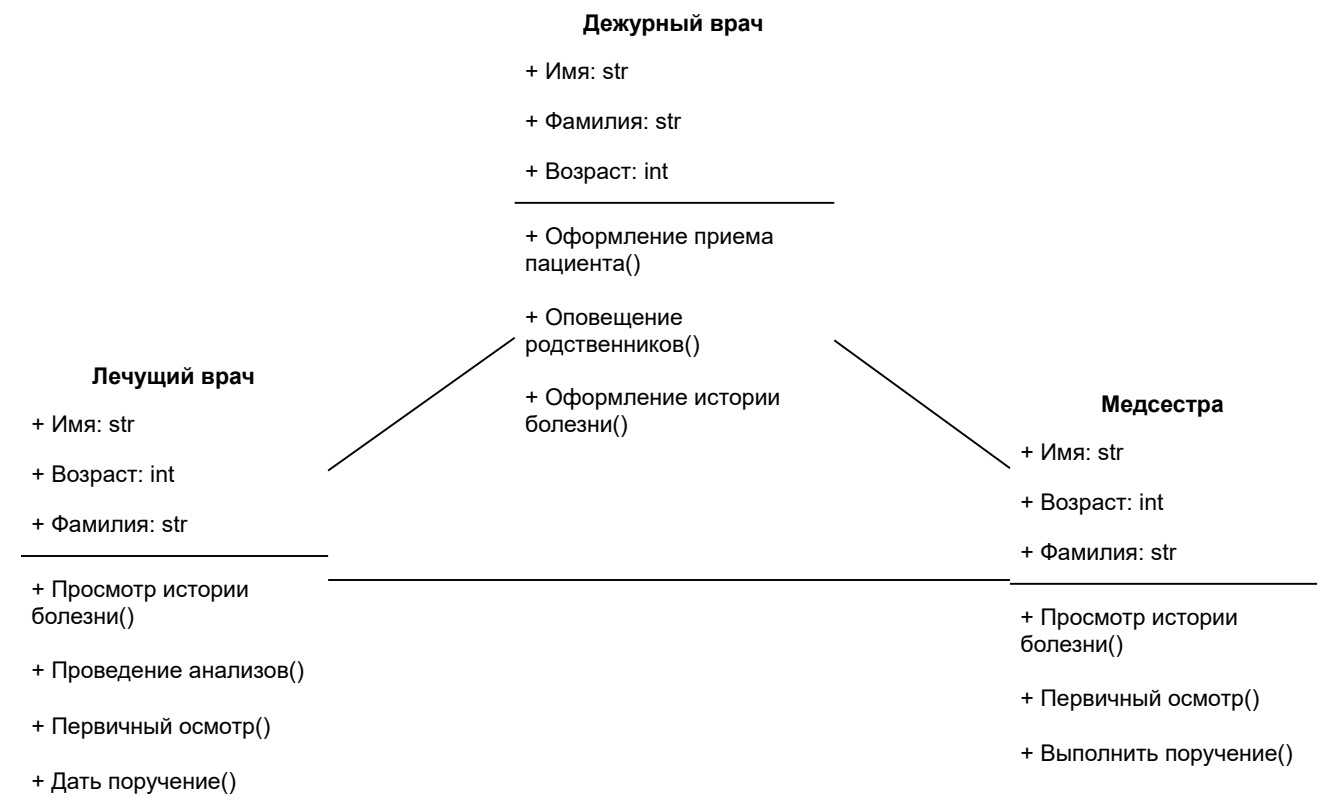 Дежурный врач
+ Имя: str
+ Фамилия: str
+ Возраст: int
+ Оформление приема
пациента()
+ Оповещение
родственников()
+ Оформление истории
болезни()
Лечущий врач
+ Имя: str
+ Возраст: int
+ Фамилия: str
+ Просмотр истории
болезни()
+ Проведение анализов()
+ Первичный осмотр()
+ Дать поручение()
Медсестра
+ Имя: str
+ Возраст: int
+ Фамилия: str
+ Просмотр истории
болезни()
+ Первичный осмотр()
+ Выполнить поручение()